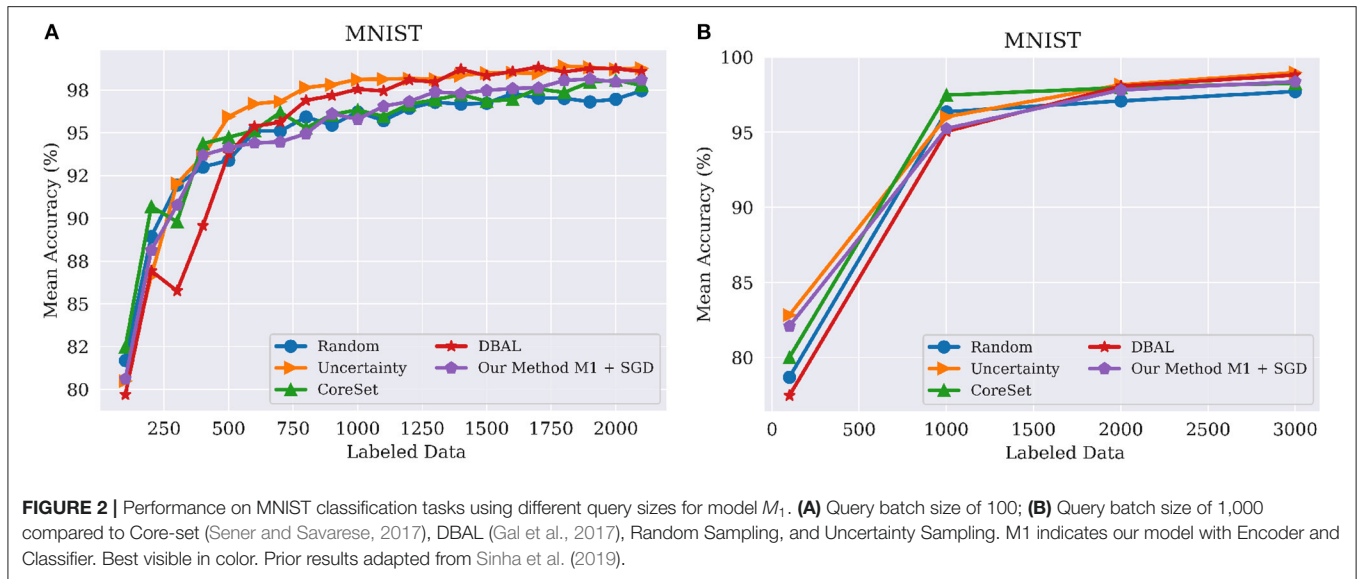 A
MNIST
98
95
92
90
88
85
82
80
Mean Accuracy (%)
250 500 750 1000 1250 1500 1750 2000
Labeled Data
Random
Uncertainty
CoreSet
DBAL
Our Method M1 + SGD
B
MNIST
100
95
90
85
80
Mean Accuracy (%)
0 500 1000 1500 2000 2500 3000
Labeled Data
Random
Uncertainty
CoreSet
DBAL
Our Method M1 + SGD
FIGURE 2 | Performance on MNIST classification tasks using different query sizes for model M₁. (A) Query batch size of 100; (B) Query batch size of 1,000
compared to Core-set (Sener and Savarese, 2017), DBAL (Gal et al., 2017), Random Sampling, and Uncertainty Sampling. M1 indicates our model with Encoder and
Classifier. Best visible in color. Prior results adapted from Sinha et al. (2019).